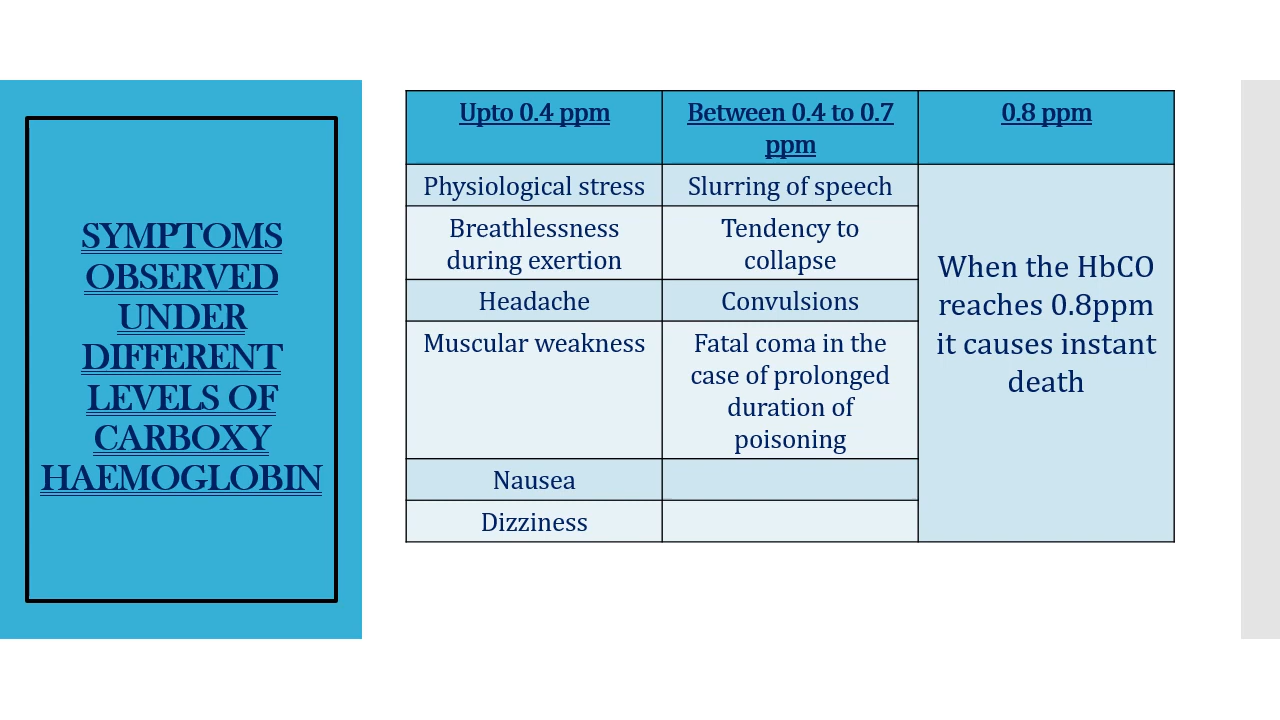 SYMPTOMS
OBSERVED
UNDER
DIFFERENT
LEVELS OF
CARBOXY
HAEMOGLOBIN
Upto 0.4 ppm
Between 0.4 to 0.7
ppm
0.8 ppm
Physiological stress
Slurring of speech
Breathlessness
during exertion
Tendency to
collapse
Headache
Convulsions
Muscular weakness
Fatal coma in the
case of prolonged
duration of
poisoning
Nausea
Dizziness
When the HbCO
reaches 0.8ppm
it causes instant
death